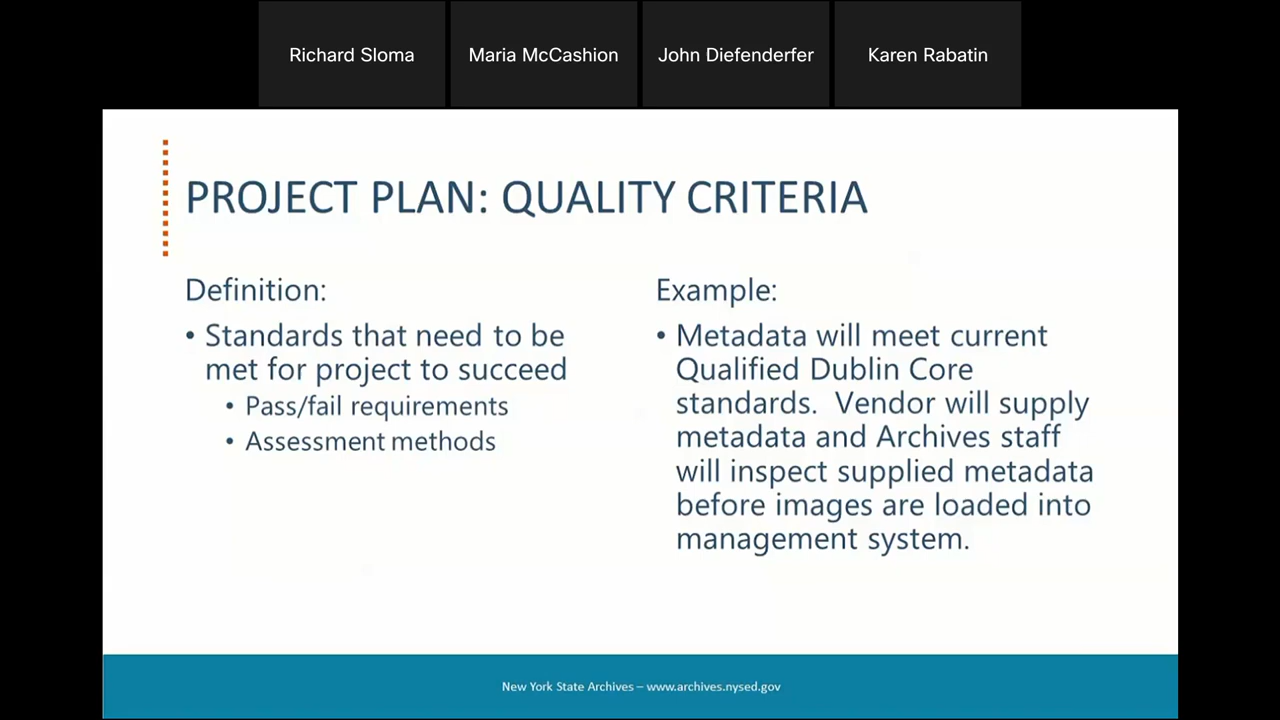 Richard Sloma
Maria McCashion
John Diefenderfer
Karen Rabatin
PROJECT PLAN: QUALITY CRITERIA
Definition:
• Standards that need to be
met for project to succeed
• Pass/fail requirements
• Assessment methods
Example:
• Metadata will meet current
Qualified Dublin Core
standards.  Vendor will supply
metadata and Archives staff
will inspect supplied metadata
before images are loaded into
management system.
New York State Archives – www.archives.nysed.gov